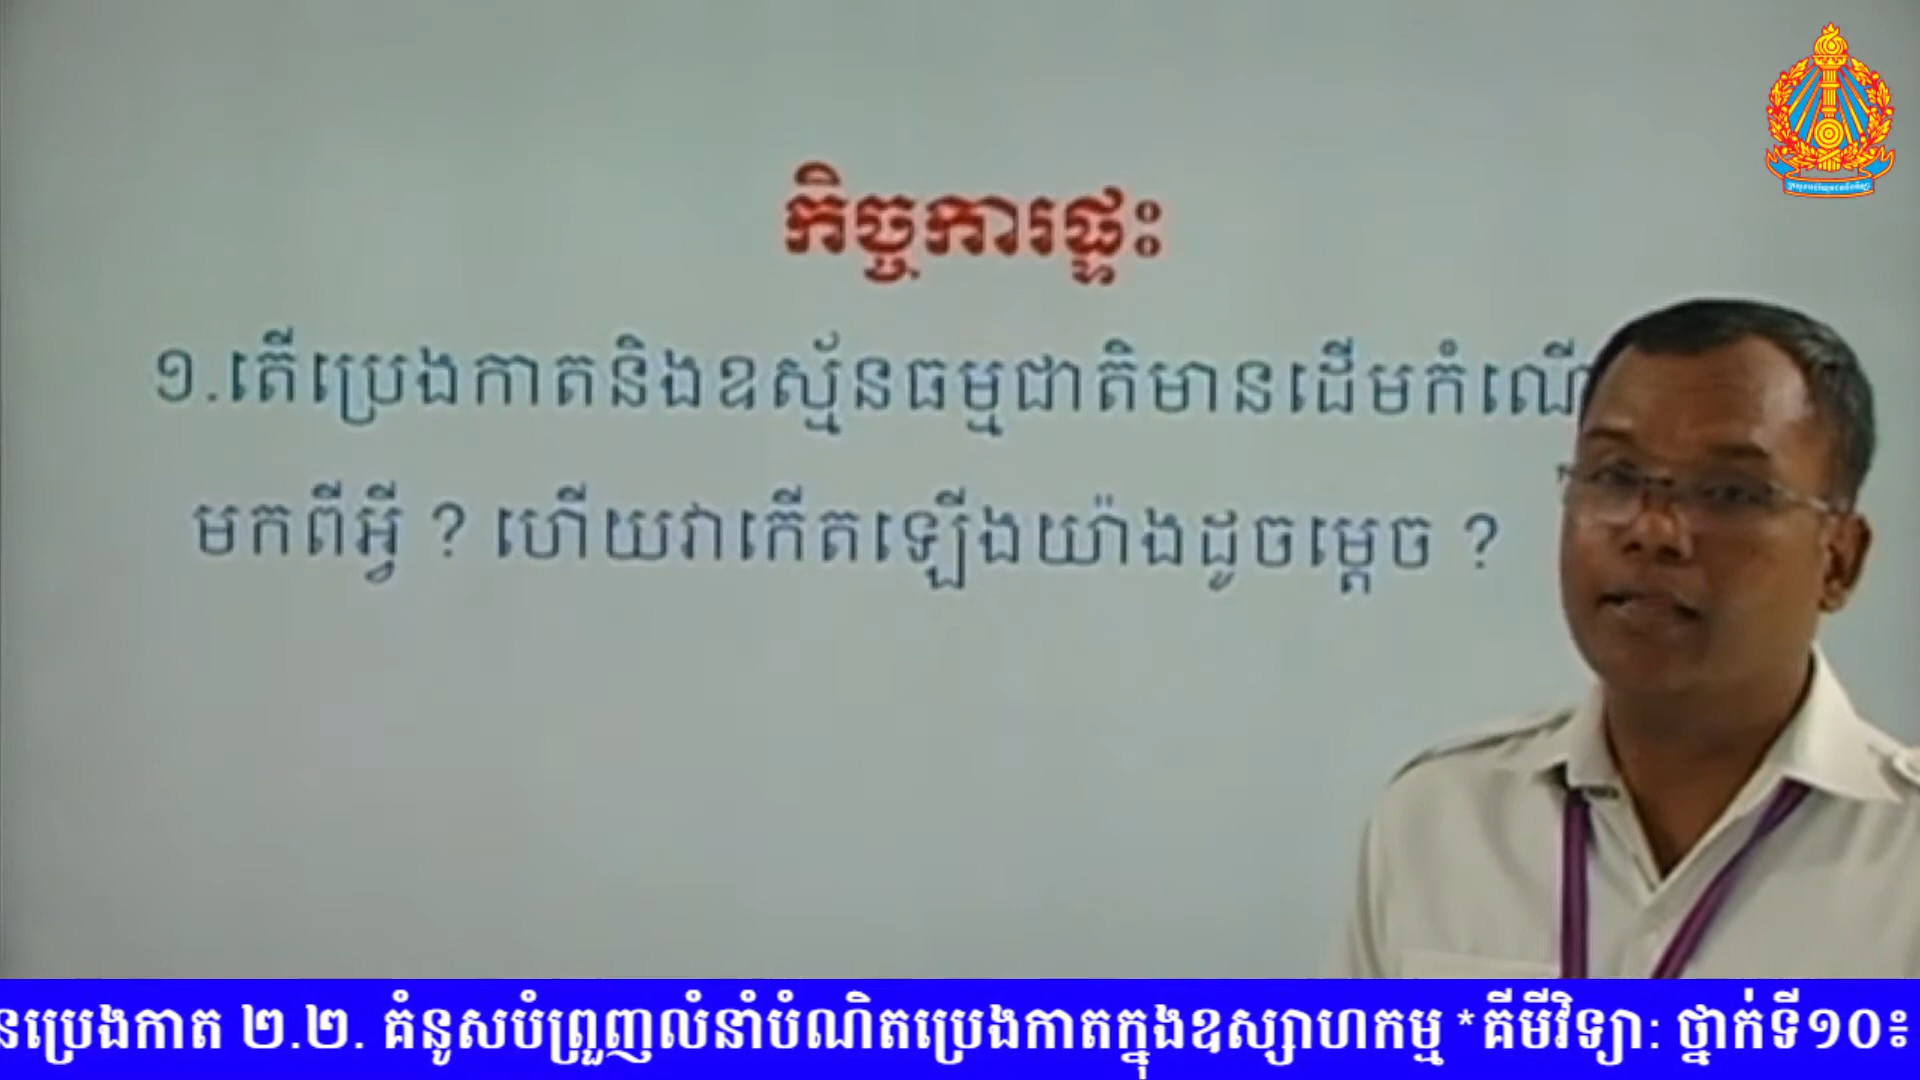 កិច្ចការផ្ទះ
១.តើប្រេងកាតនិងឧស្ម័នធម្មជាតិមានដើមកំណើ
មកពីអ្វី ? ហើយវាកើតឡើងយ៉ាងដូចម្ដេច ?
នប្រេងកាត ២.២. គំនូសបំព្រួញលំនាំបំណិតប្រេងកាតក្នុងឧស្សាហកម្ម *គីមីវិទ្យា: ថ្នាក់ទី១០៖